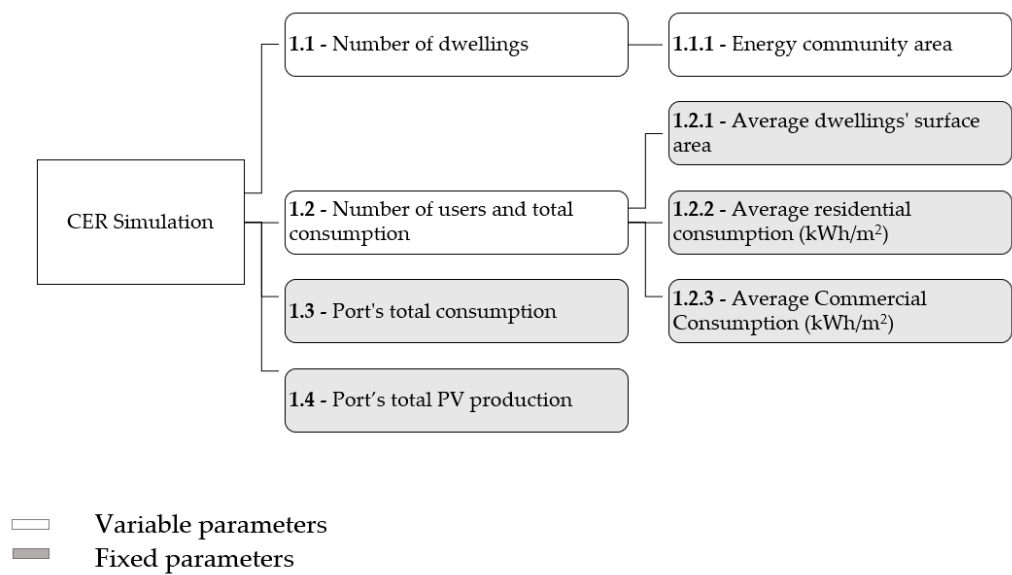 CER Simulation
1.1 - Number of dwellings
1.1.1 - Energy community area
1.2 - Number of users and total
consumption
1.2.1 - Average dwellings' surface
area
1.2.2 - Average residential
consumption (kWh/m²)
1.2.3 - Average Commercial
Consumption (kWh/m²)
1.3 - Port's total consumption
1.4 - Port’s total PV production
Variable parameters
Fixed parameters